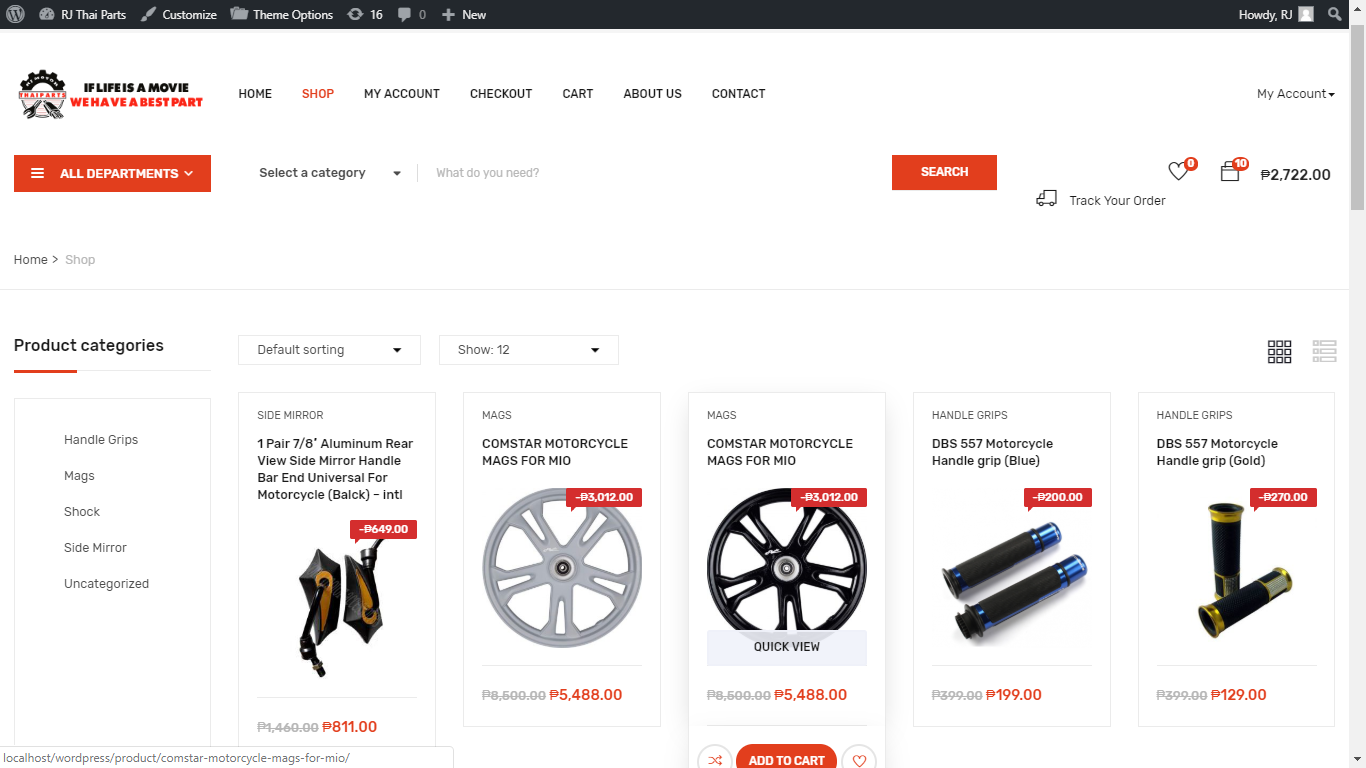 RJ Thai Parts Customize Theme Options 16 0 New Howdy, RJ
THAIPARTS
IF LIFE IS A MOVIE
WE HAVE A BEST PART
HOME SHOP MY ACCOUNT CHECKOUT CART ABOUT US CONTACT My Account
ALL DEPARTMENTS Select a category What do you need? SEARCH 0 10 ₱2,722.00
Track Your Order
Home > Shop
Product categories
Handle Grips
Mags
Shock
Side Mirror
Uncategorized
Default sorting Show: 12
SIDE MIRROR
1 Pair 7/8′ Aluminum Rear
View Side Mirror Handle
Bar End Universal For
Motorcycle (Balck) – intl
-₱649.00
₱1,460.00 ₱811.00
MAGS
COMSTAR MOTORCYCLE
MAGS FOR MIO
-₱3,012.00
₱8,500.00 ₱5,488.00
MAGS
COMSTAR MOTORCYCLE
MAGS FOR MIO
-₱3,012.00
QUICK VIEW
₱8,500.00 ₱5,488.00
ADD TO CART
HANDLE GRIPS
DBS 557 Motorcycle
Handle grip (Blue)
-₱200.00
₱399.00 ₱199.00
HANDLE GRIPS
DBS 557 Motorcycle
Handle grip (Gold)
-₱270.00
₱399.00 ₱129.00
localhost/wordpress/product/comstar-motorcycle-mags-for-mio/